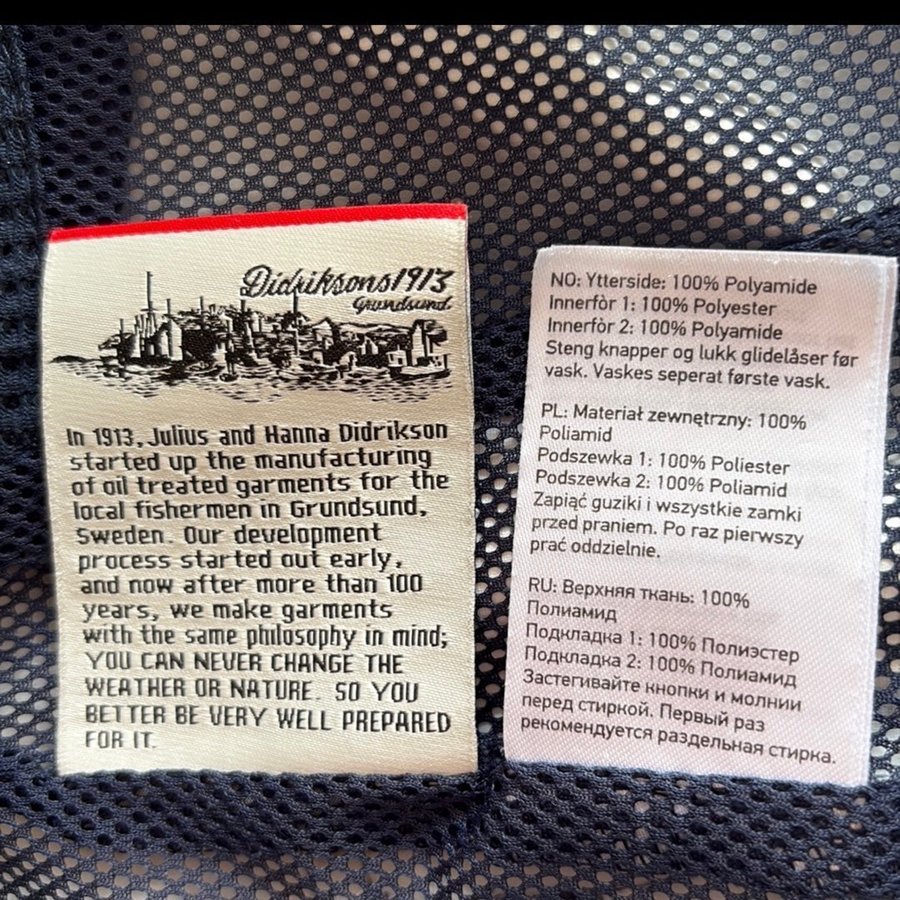 Didriksons1913
Grundsund.
In 1913, Julius and Hanna Didrikson
started up the manufacturing
of oil treated garments for the
local fishermen in Grundsund,
Sweden. Our development
process started out early,
and now after more than 100
years, we make garments
with the same philosophy in mind;
YOU CAN NEVER CHANGE THE
WEATHER OR NATURE. SO YOU
BETTER BE VERY WELL PREPARED
FOR IT.
NO: Ytterside: 100% Polyamide
Innerfòr 1: 100% Polyester
Innerfòr 2: 100% Polyamide
Steng knapper og lukk glidelåser før
vask. Vaskes seperat første vask.
PL: Materiał zewnętrzny: 100%
Poliamid
Podszewka 1: 100% Poliester
Podszewka 2: 100% Poliamid
Zapiąć guziki i wszystkie zamki
przed praniem. Po raz pierwszy
prać oddzielnie.
RU: Верхняя ткань: 100%
Полиамид
Подкладка 1: 100% Полиэстер
Подкладка 2: 100% Полиамид
Застегивайте кнопки и молнии
перед стиркой. Первый раз
рекомендуется раздельная стирка.